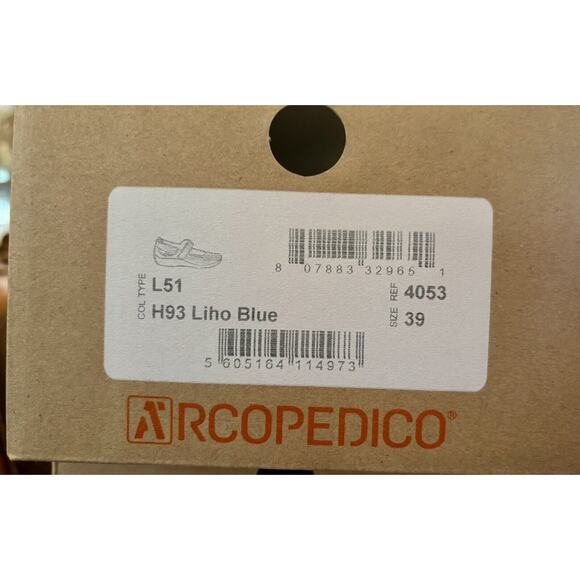 8 07883 32965 1
TYPE L51 REF 4053
COL H93 Liho Blue SIZE 39
5 605164 114973
ARCOPEDICO®